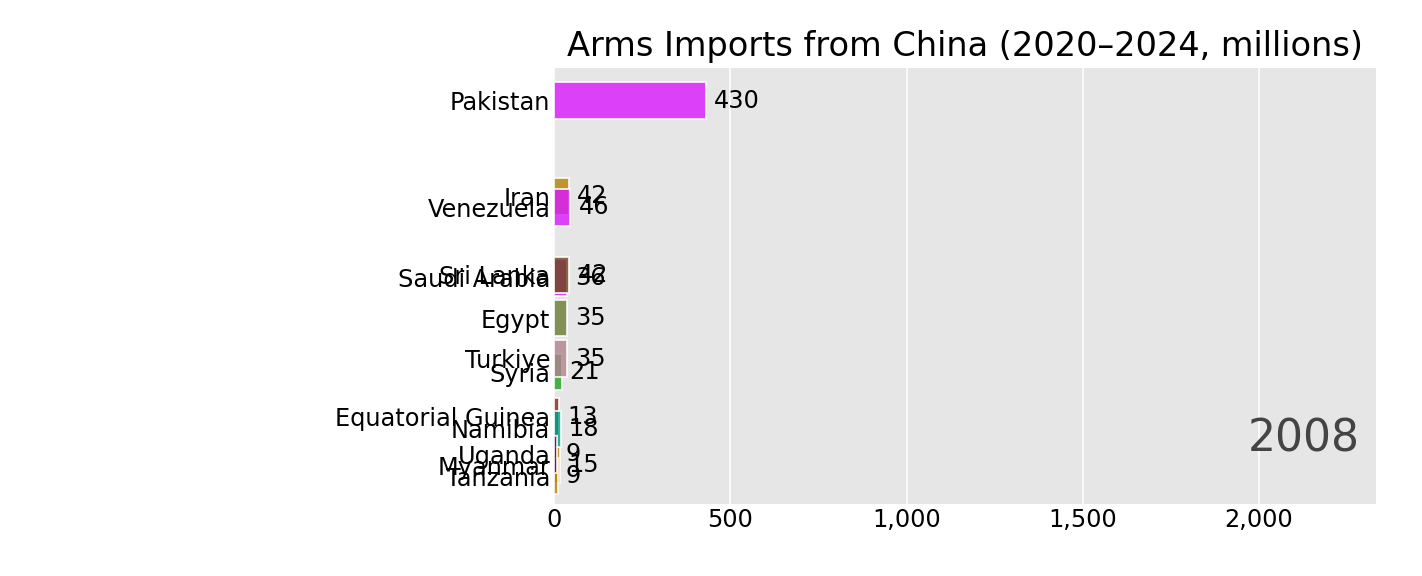 Arms Imports from China (2020–2024, millions)
Pakistan 430
Iran 42
Venezuela 46
Sri Lanka 42
Saudi Arabia 36
Egypt 35
Turkiye 35
Syria 21
Equatorial Guinea 13
Namibia 18
Uganda 9
Myanmar 15
Tanzania 9
2008
0 500 1,000 1,500 2,000